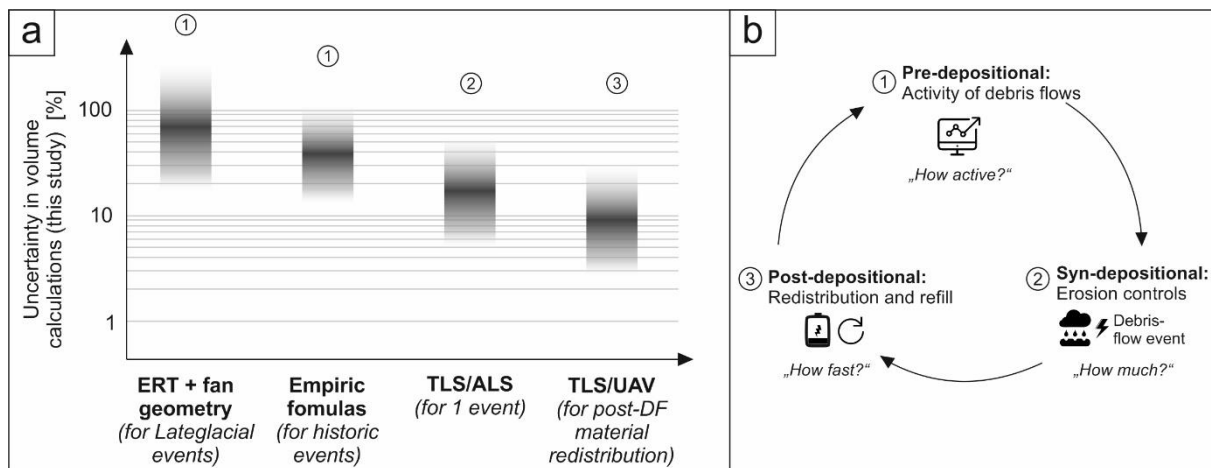 a
Uncertainty in volume
calculations (this study) [%]
100
10
1
①
①
②
③
ERT + fan
geometry
(for Lateglacial
events)
Empiric
fomulas
(for historic
events)
TLS/ALS
(for 1 event)
TLS/UAV
(for post-DF
material
redistribution)
b
① Pre-depositional:
Activity of debris flows
„How active?“
② Syn-depositional:
Erosion controls
Debris-
flow event
„How much?“
③ Post-depositional:
Redistribution and refill
„How fast?“